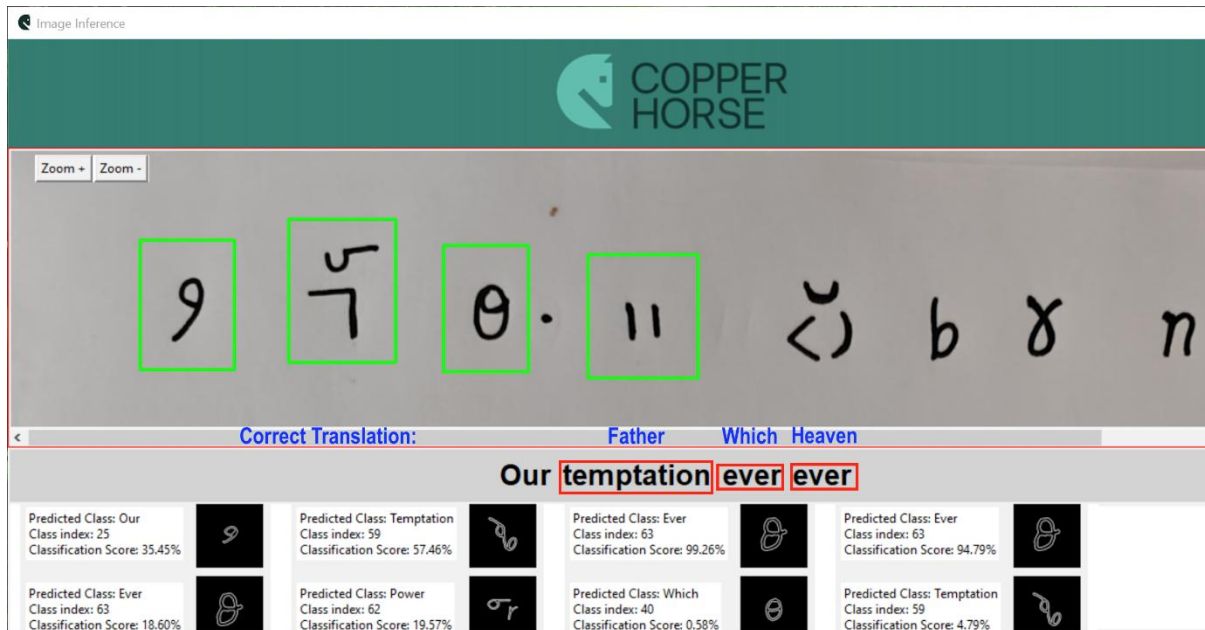 Image Inference
COPPER
HORSE
Zoom + Zoom -
Correct Translation: Father Which Heaven
Our temptation ever ever
Predicted Class: Our
Class index: 25
Classification Score: 35.45%
Predicted Class: Temptation
Class index: 59
Classification Score: 57.46%
Predicted Class: Ever
Class index: 63
Classification Score: 99.26%
Predicted Class: Ever
Class index: 63
Classification Score: 94.79%
Predicted Class: Ever
Class index: 63
Classification Score: 18.60%
Predicted Class: Power
Class index: 62
Classification Score: 19.57%
Predicted Class: Which
Class index: 40
Classification Score: 0.58%
Predicted Class: Temptation
Class index: 59
Classification Score: 4.79%